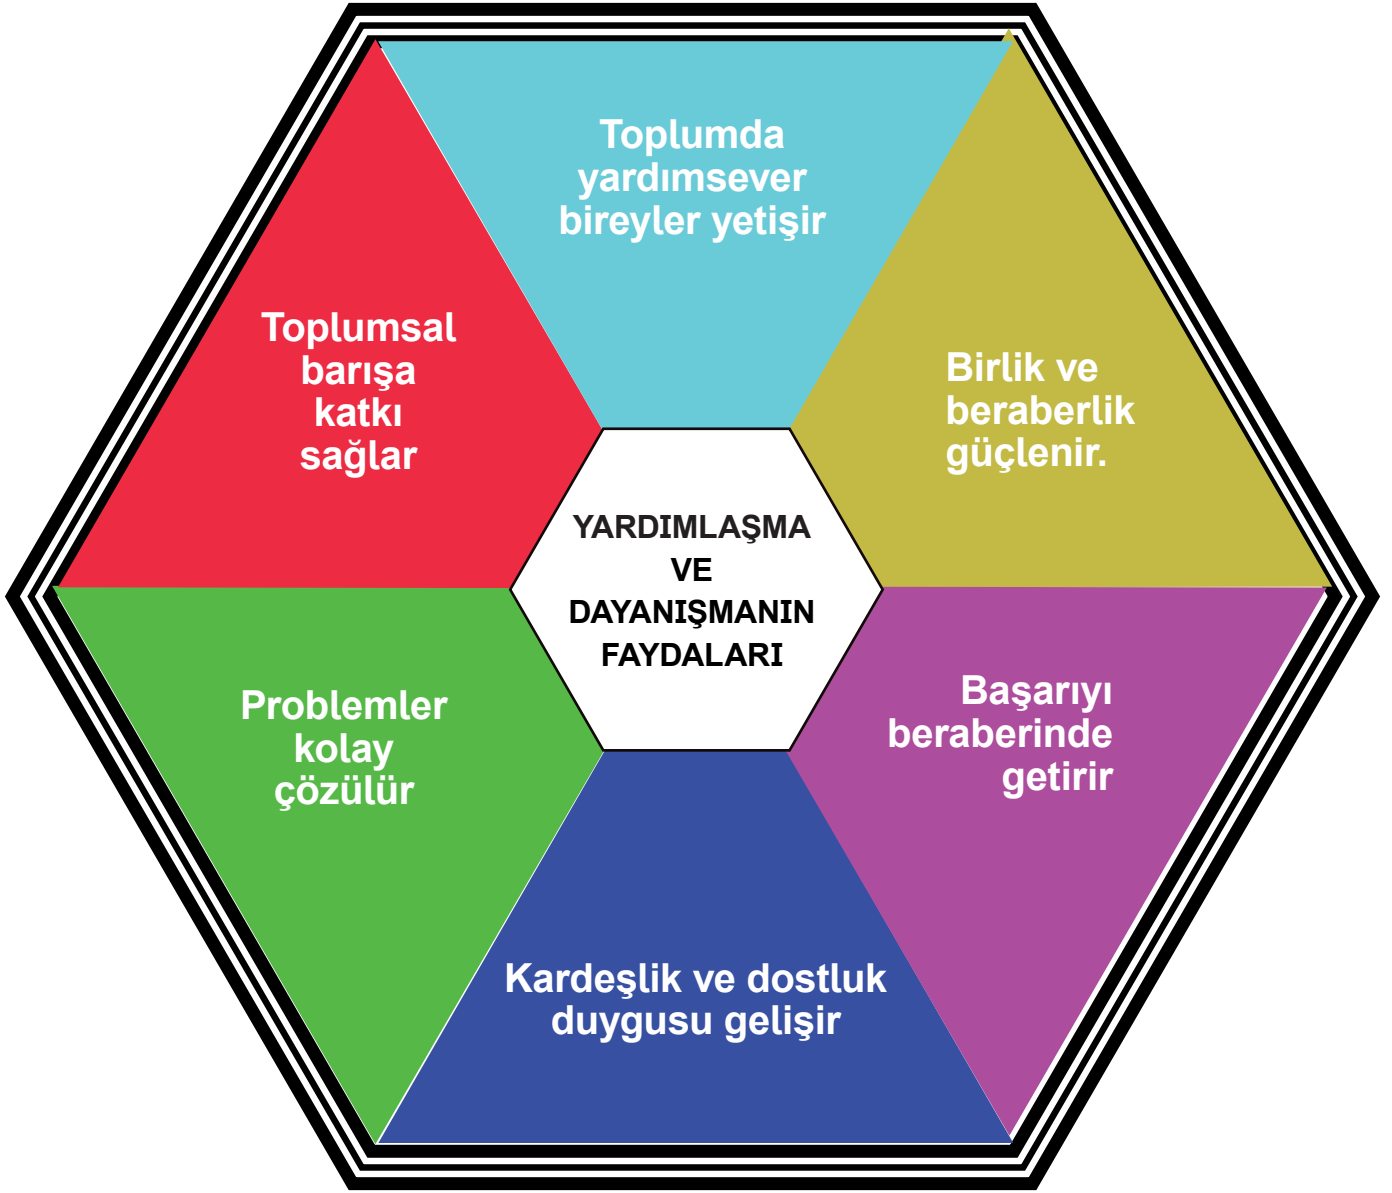 Toplumda
yardımsever
bireyler yetişir
Toplumsal
barışa
katkı
sağlar
Birlik ve
beraberlik
güçlenir.
YARDIMLAŞMA
VE
DAYANIŞMANIN
FAYDALARI
Problemler
kolay
çözülür
Başarıyı
beraberinde
getirir
Kardeşlik ve dostluk
duygusu gelişir